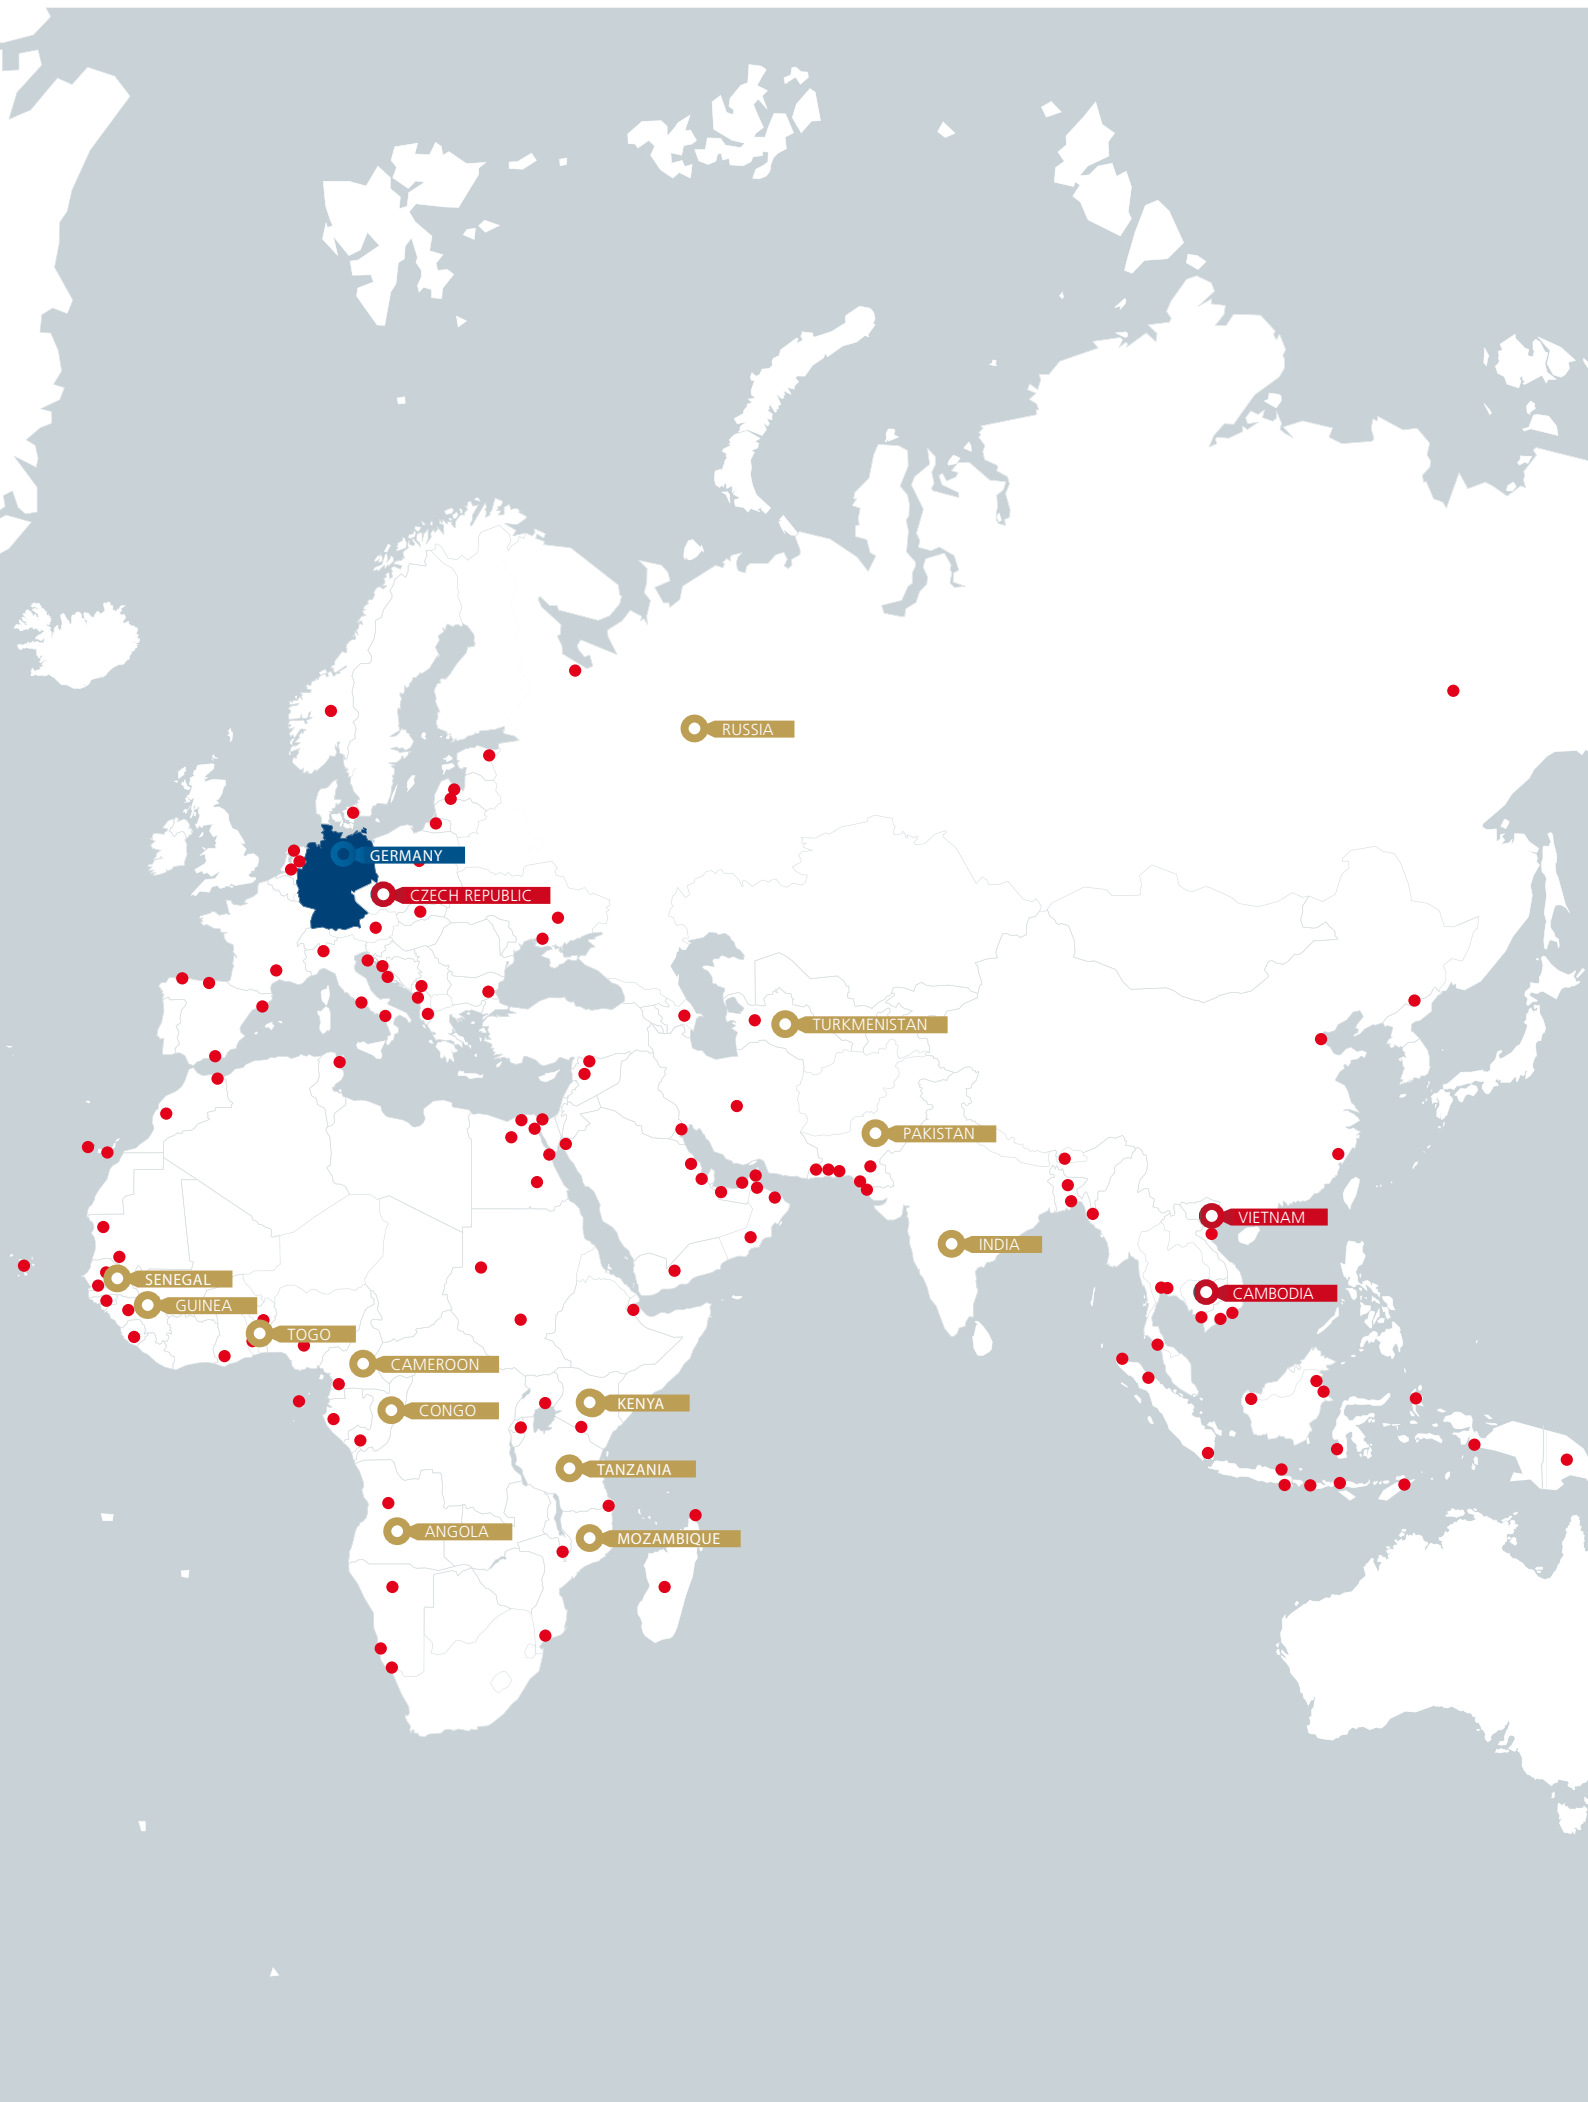 RUSSIA
GERMANY
CZECH REPUBLIC
TURKMENISTAN
PAKISTAN
VIETNAM
INDIA
SENEGAL
CAMBODIA
GUINEA
TOGO
CAMEROON
KENYA
CONGO
TANZANIA
ANGOLA
MOZAMBIQUE